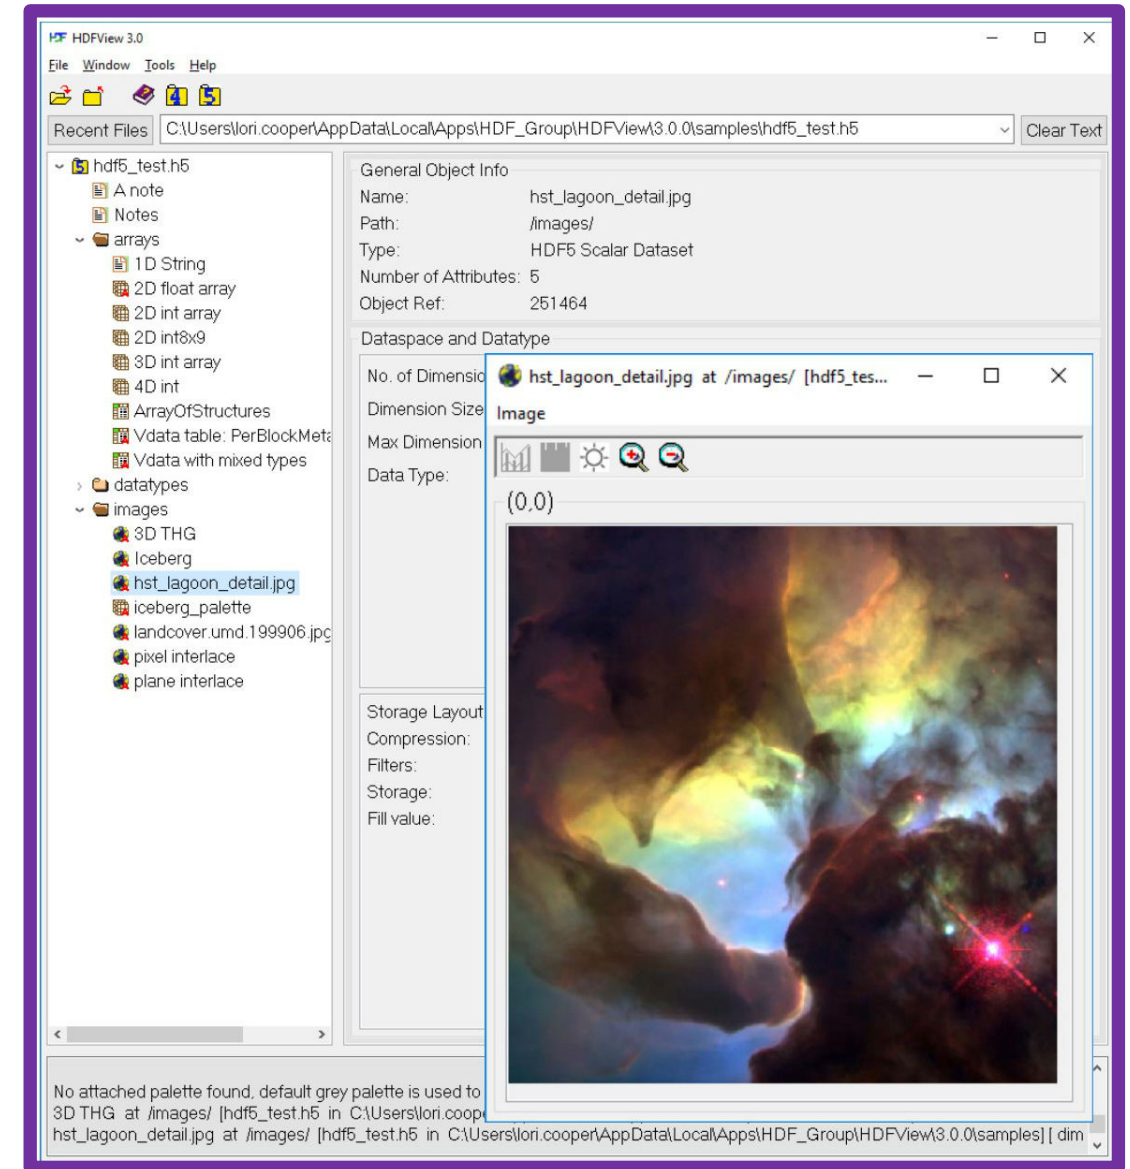 HDFView 3.0
File Window Tools Help
Recent Files C:\Users\lori.cooper\AppData\Local\Apps\HDF_Group\HDFView\3.0.0\samples\hdf5_test.h5 Clear Text
hdf5_test.h5
A note
Notes
arrays
1D String
2D float array
2D int array
2D int8x9
3D int array
4D int
ArrayOfStructures
Vdata table: PerBlockMeta
Vdata with mixed types
datatypes
images
3D THG
Iceberg
hst_lagoon_detail.jpg
iceberg_palette
landcover.umd.199906.jpg
pixel interlace
plane interlace
General Object Info
Name: hst_lagoon_detail.jpg
Path: /images/
Type: HDF5 Scalar Dataset
Number of Attributes: 5
Object Ref: 251464
Dataspace and Datatype
No. of Dimensio
Dimension Size
Max Dimension
Data Type:
Storage Layout
Compression:
Filters:
Storage:
Fill value:
hst_lagoon_detail.jpg at /images/ [hdf5_tes...
Image
(0,0)
No attached palette found, default grey palette is used to
3D THG at /images/ [hdf5_test.h5 in C:\Users\lori.coope
hst_lagoon_detail.jpg at /images/ [hdf5_test.h5 in C:\Users\lori.cooper\AppData\Local\Apps\HDF_Group\HDFView\3.0.0\samples] [ dim